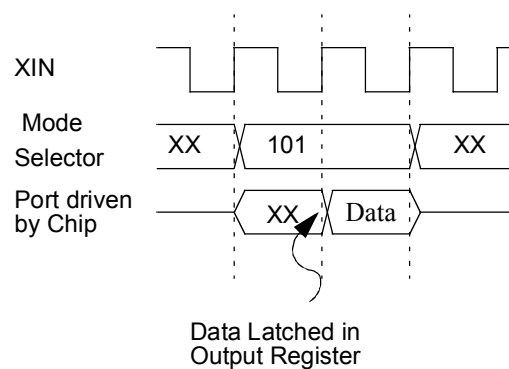 XIN
Mode
Selector
XX
101
XX
Port driven
by Chip
XX
Data
Data Latched in
Output Register